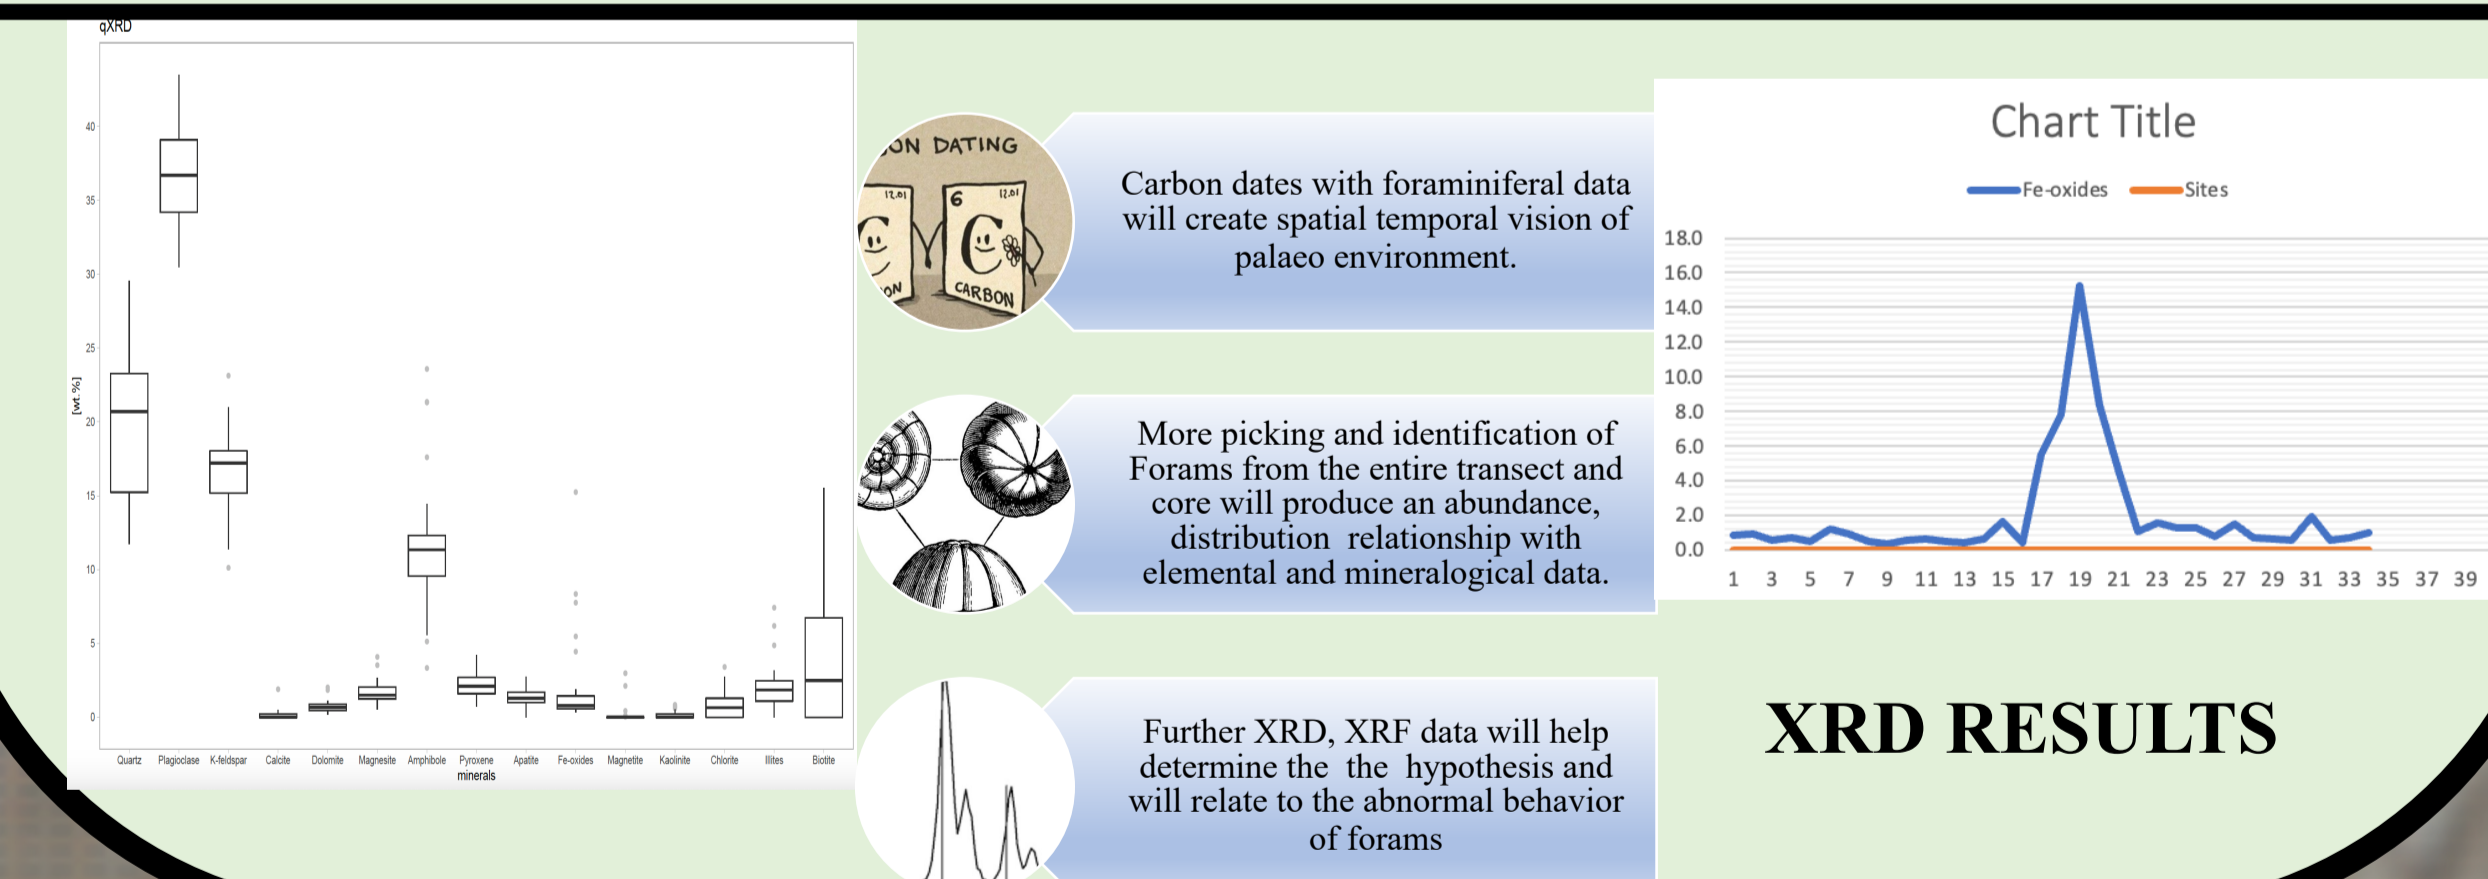 qXRD
40
35
30
25
20
15
10
5
0
[wt.%]
Quartz Plagioclase K-feldspar Calcite Dolomite Magnesite Amphibole Pyroxene Apatite Fe-oxides Magnetite Kaolinite Chlorite Illites Biotite
minerals
ON DATING
12.01
6 12.01
C C
ON CARBON
Carbon dates with foraminiferal data
will create spatial temporal vision of
palaeo environment.
More picking and identification of
Forams from the entire transect and
core will produce an abundance,
distribution relationship with
elemental and mineralogical data.
Further XRD, XRF data will help
determine the the hypothesis and
will relate to the abnormal behavior
of forams
Chart Title
Fe-oxides Sites
18.0
16.0
14.0
12.0
10.0
8.0
6.0
4.0
2.0
0.0
1 3 5 7 9 11 13 15 17 19 21 23 25 27 29 31 33 35 37 39
XRD RESULTS